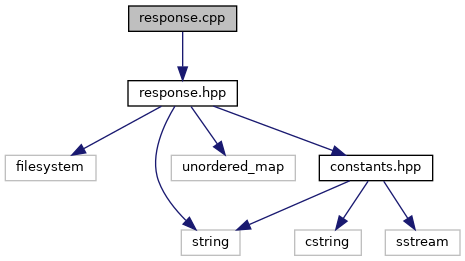 response.cpp
response.hpp
filesystem
unordered_map
constants.hpp
string
cstring
sstream